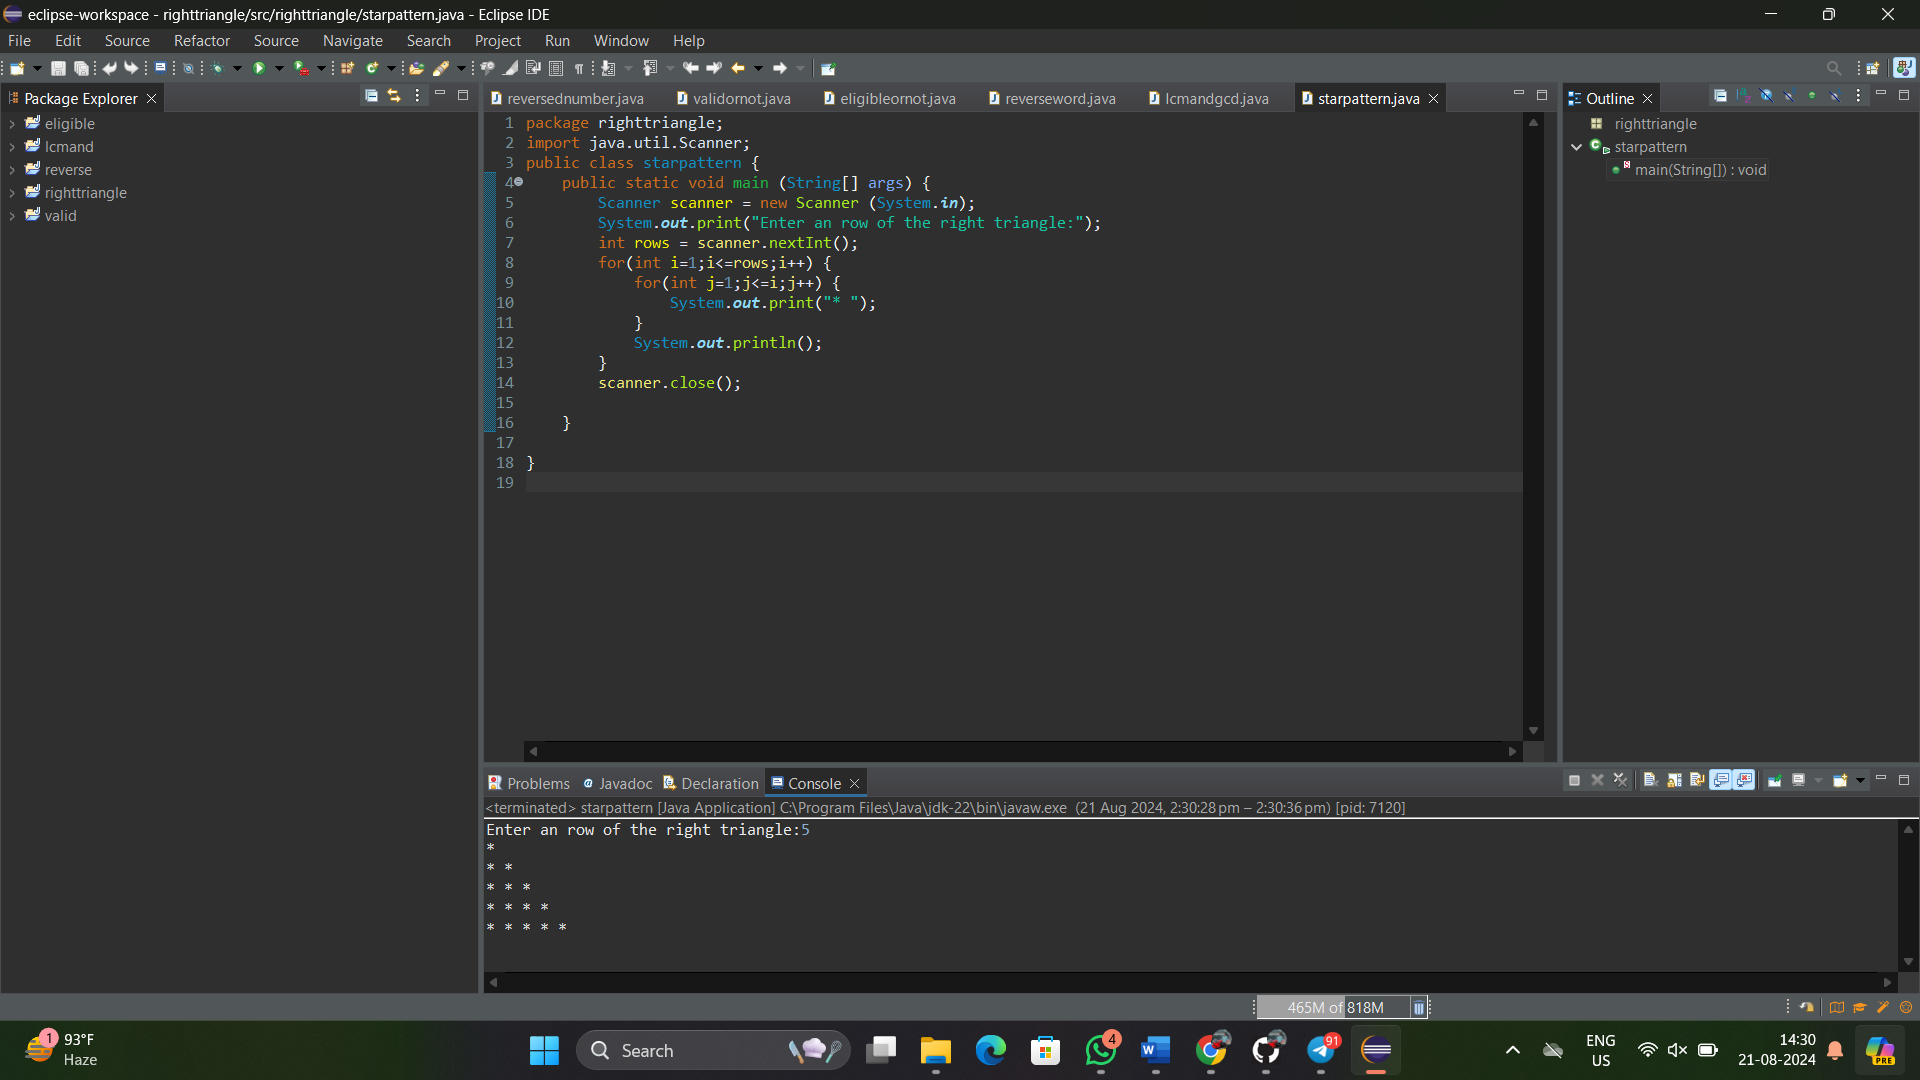 eclipse-workspace - righttriangle/src/righttriangle/starpattern.java - Eclipse IDE
File Edit Source Refactor Source Navigate Search Project Run Window Help
Package Explorer
eligible
lcmand
reverse
righttriangle
valid
reversednumber.java validornot.java eligibleornot.java reverseword.java lcmandgcd.java starpattern.java
1 package righttriangle;
2 import java.util.Scanner;
3 public class starpattern {
4 public static void main (String[] args) {
5 Scanner scanner = new Scanner (System.in);
6 System.out.print("Enter an row of the right triangle:");
7 int rows = scanner.nextInt();
8 for(int i=1;i<=rows;i++) {
9 for(int j=1;j<=i;j++) {
10 System.out.print("* ");
11 }
12 System.out.println();
13 }
14 scanner.close();
15
16 }
17
18 }
19
Outline
righttriangle
starpattern
main(String[]) : void
Problems @ Javadoc Declaration Console
<terminated> starpattern [Java Application] C:\Program Files\Java\jdk-22\bin\javaw.exe (21 Aug 2024, 2:30:28 pm – 2:30:36 pm) [pid: 7120]
Enter an row of the right triangle:5
*
* *
* * *
* * * *
* * * * *
465M of 818M
1
93°F
Haze
Search
4
91
ENG
US
14:30
21-08-2024
PRE